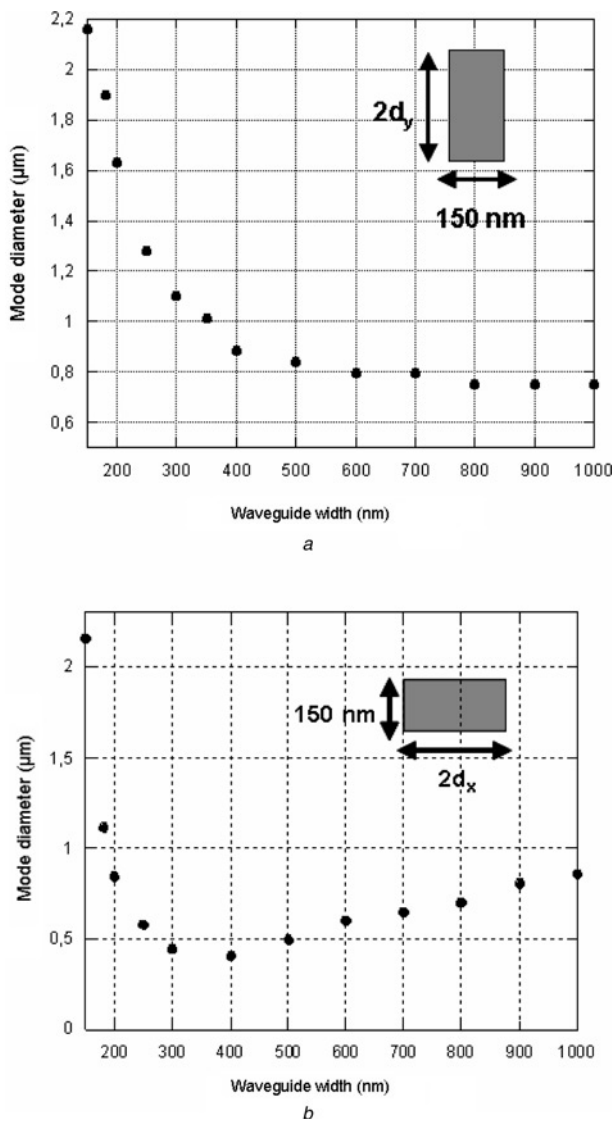 2,2
2
1,8
1,6
1,4
1,2
1
0,8
0,6
Mode diameter (µm)
2dy
150 nm
200 300 400 500 600 700 800 900 1000
Waveguide width (nm)
a
2
1,5
1
0,5
0
Mode diameter (µm)
150 nm
2dx
200 300 400 500 600 700 800 900 1000
Waveguide width (nm)
b